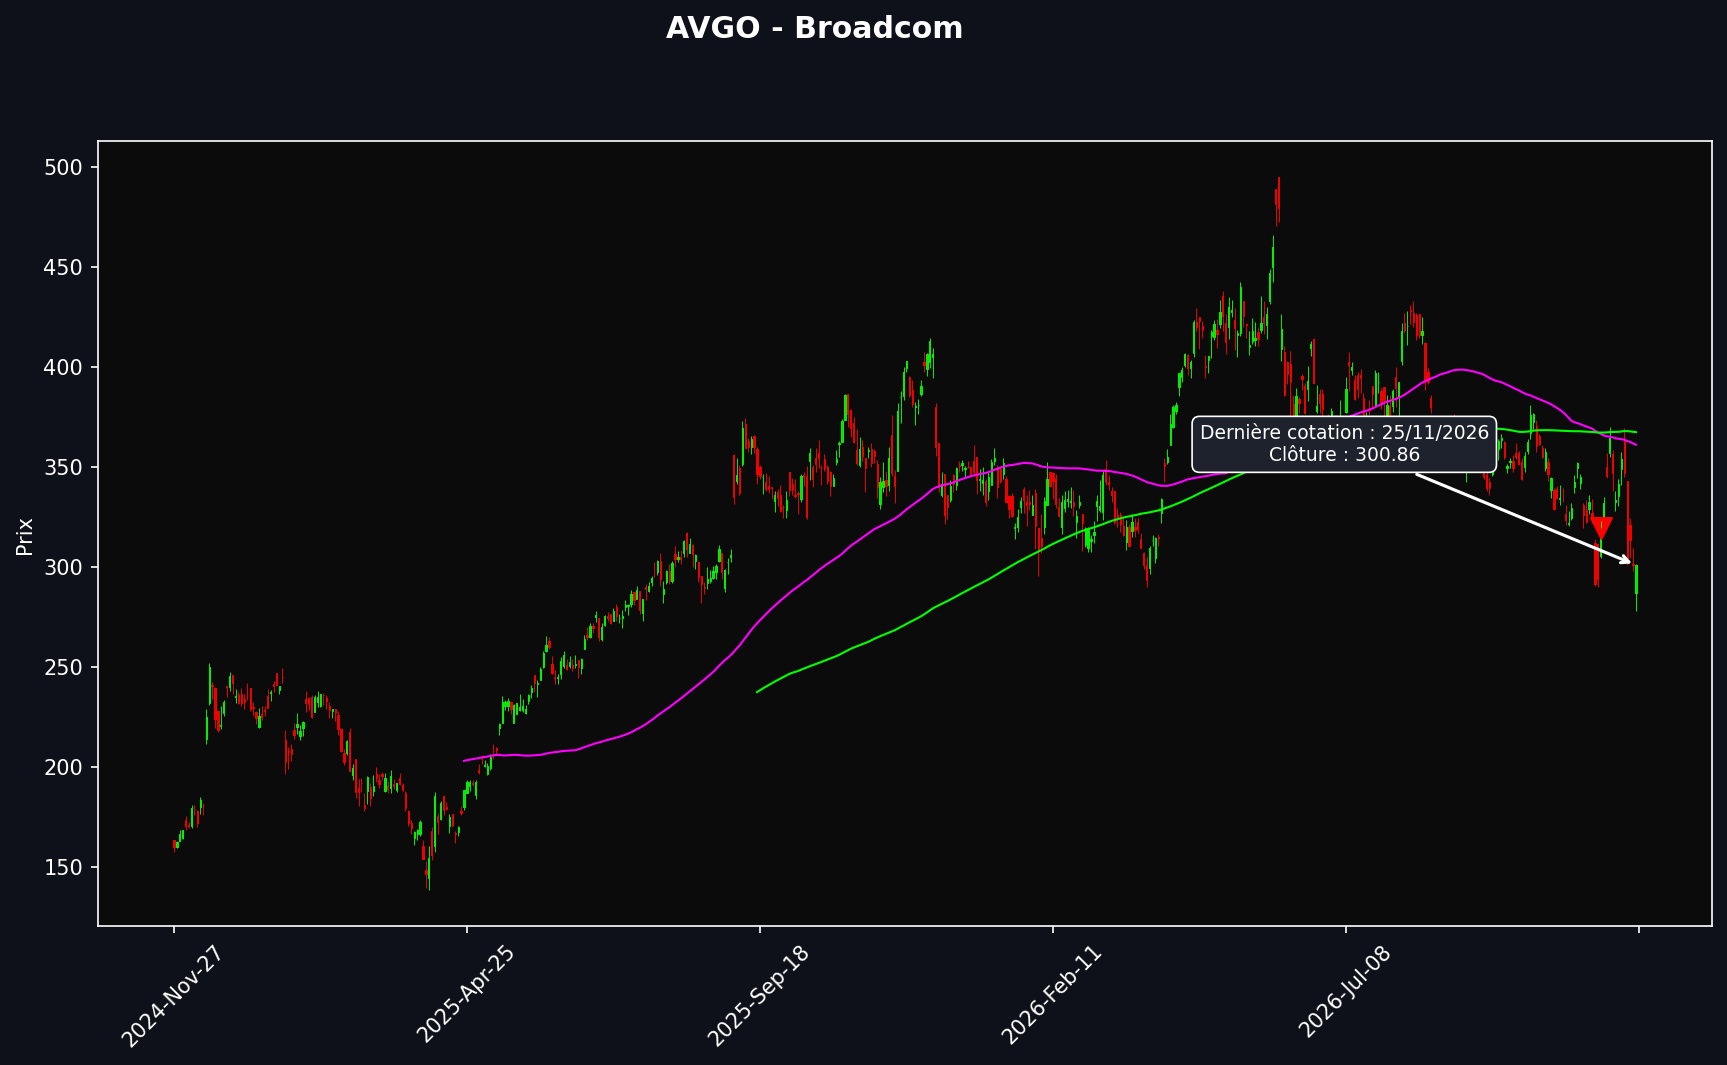 AVGO - Broadcom
Prix
500
450
400
350
300
250
200
150
Dernière cotation : 25/11/2026
Clôture : 300.86
2024-Nov-27
2025-Apr-25
2025-Sep-18
2026-Feb-11
2026-Jul-08